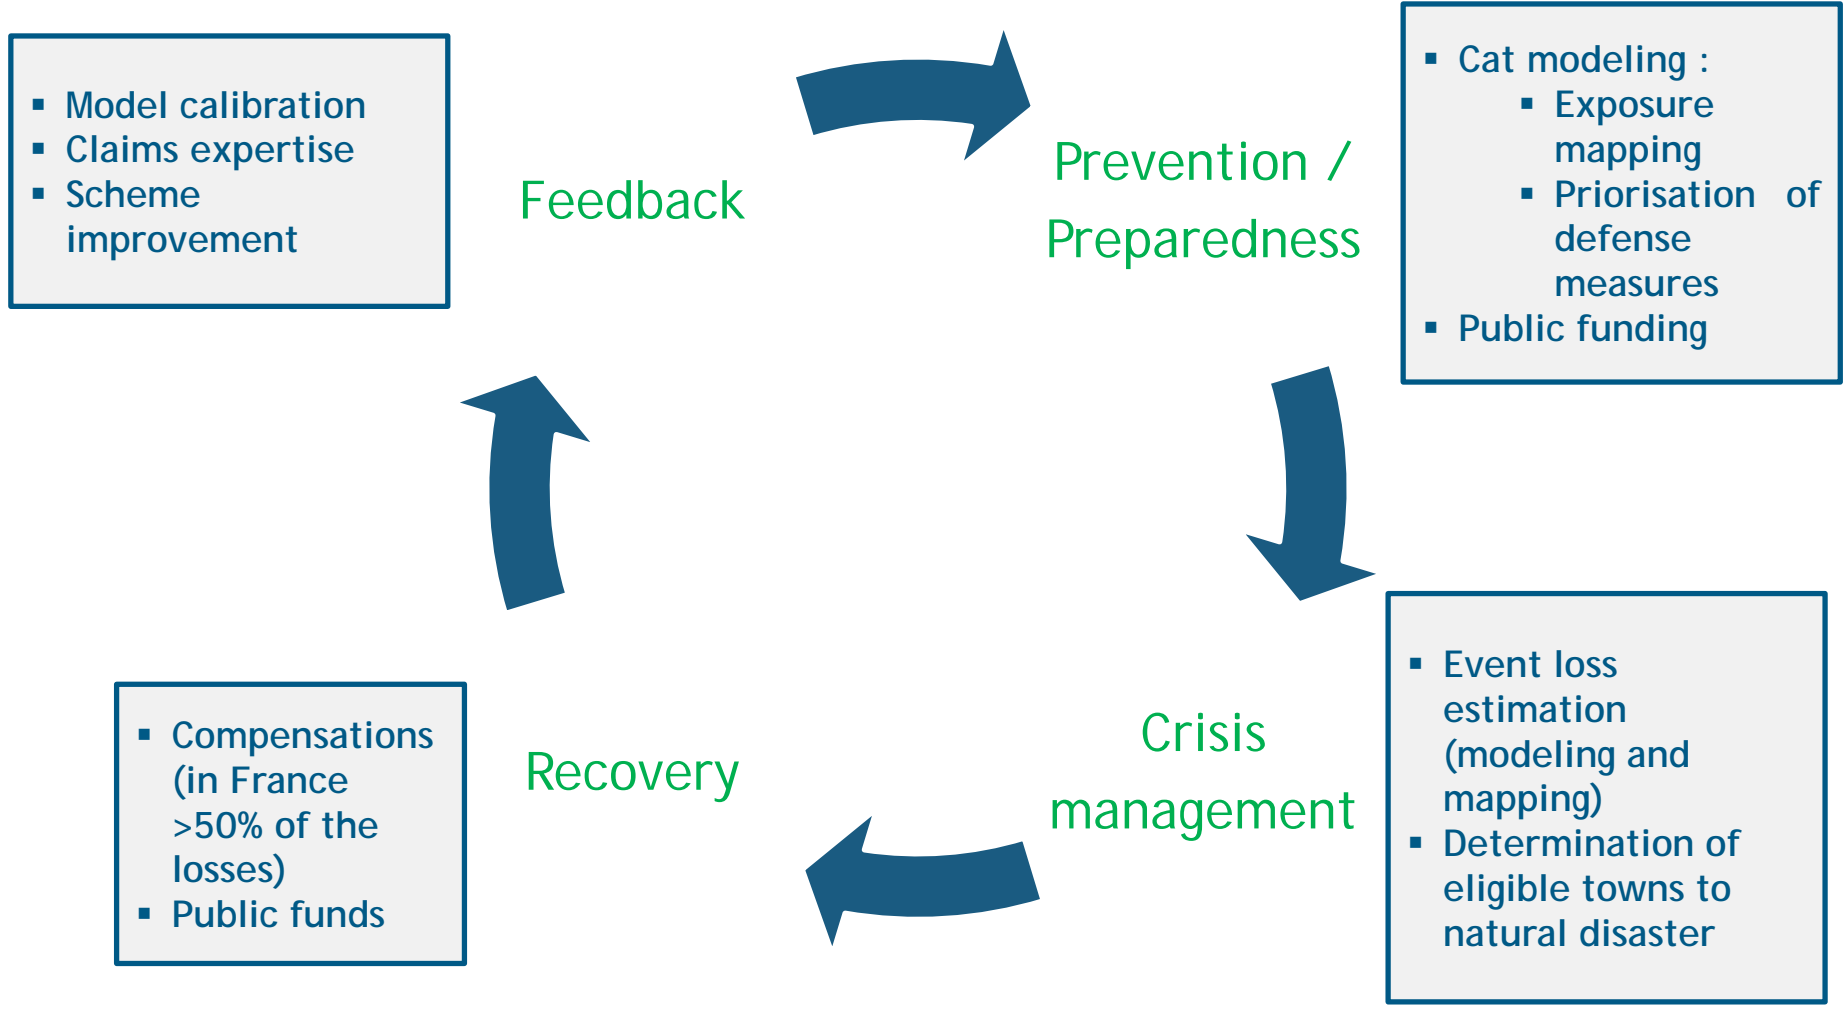 ▪ Model calibration
▪ Claims expertise
▪ Scheme
improvement
Feedback
Prevention /
Preparedness
▪ Cat modeling :
▪ Exposure
mapping
▪ Priorisation of
defense
measures
▪ Public funding
▪ Event loss
estimation
(modeling and
mapping)
▪ Determination of
eligible towns to
natural disaster
Crisis
management
Recovery
▪ Compensations
(in France
>50% of the
losses)
▪ Public funds